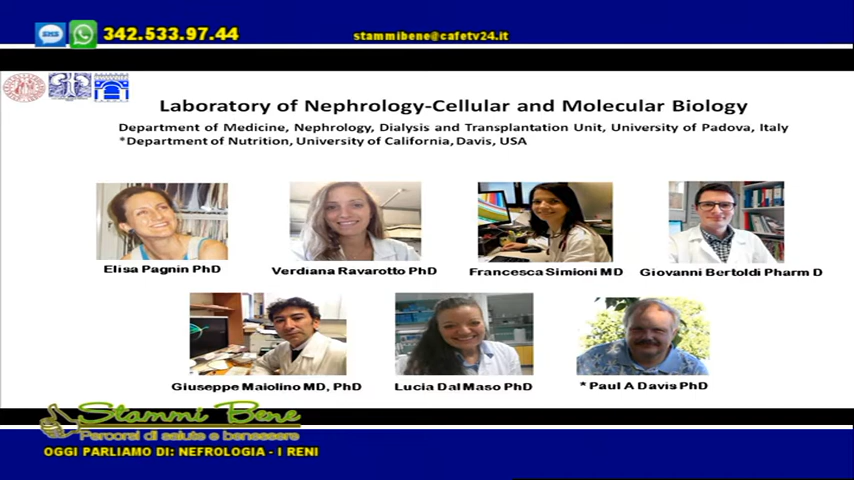 SMS
342.533.97.44
stammibene@cafetv24.it
Laboratory of Nephrology-Cellular and Molecular Biology
Department of Medicine, Nephrology, Dialysis and Transplantation Unit, University of Padova, Italy
*Department of Nutrition, University of California, Davis, USA
Elisa Pagnin PhD
Verdiana Ravarotto PhD
Francesca Simioni MD
Giovanni Bertoldi Pharm D
Giuseppe Maiolino MD, PhD
Lucia Dal Maso PhD
* Paul A Davis PhD
Stammi Bene
Percorsi di salute e benessere
OGGI PARLIAMO DI: NEFROLOGIA - I RENI